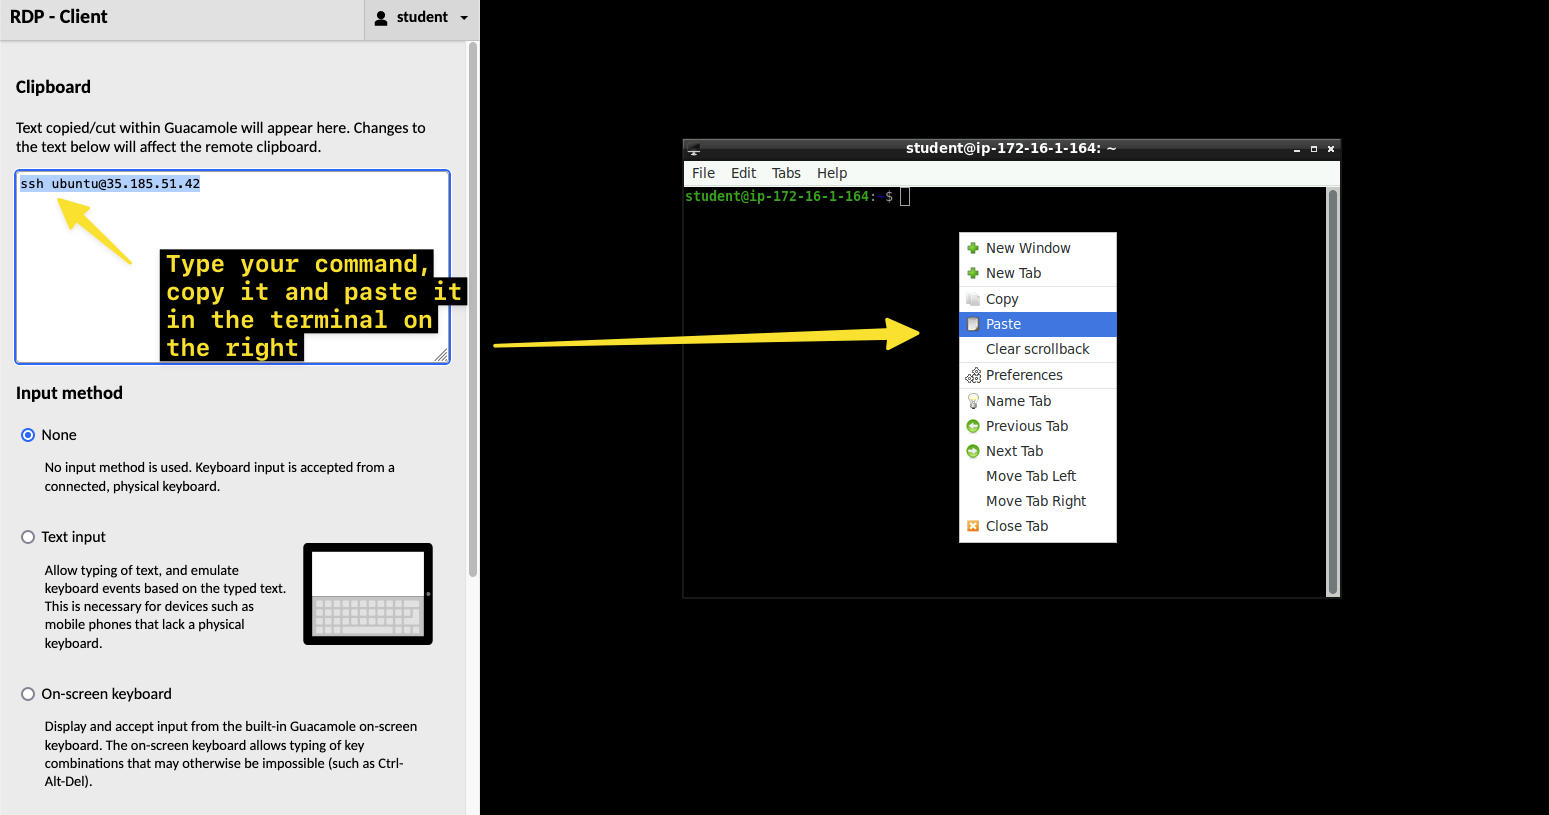 RDP - Client
student
Clipboard
Text copied/cut within Guacamole will appear here. Changes to
the text below will affect the remote clipboard.
ssh ubuntu@35.185.51.42
Type your command,
copy it and paste it
in the terminal on
the right
Input method
None
No input method is used. Keyboard input is accepted from a
connected, physical keyboard.
Text input
Allow typing of text, and emulate
keyboard events based on the typed text.
This is necessary for devices such as
mobile phones that lack a physical
keyboard.
On-screen keyboard
Display and accept input from the built-in Guacamole on-screen
keyboard. The on-screen keyboard allows typing of key
combinations that may otherwise be impossible (such as Ctrl-
Alt-Del).
student@ip-172-16-1-164: ~
File Edit Tabs Help
student@ip-172-16-1-164:~$
New Window
New Tab
Copy
Paste
Clear scrollback
Preferences
Name Tab
Previous Tab
Next Tab
Move Tab Left
Move Tab Right
Close Tab